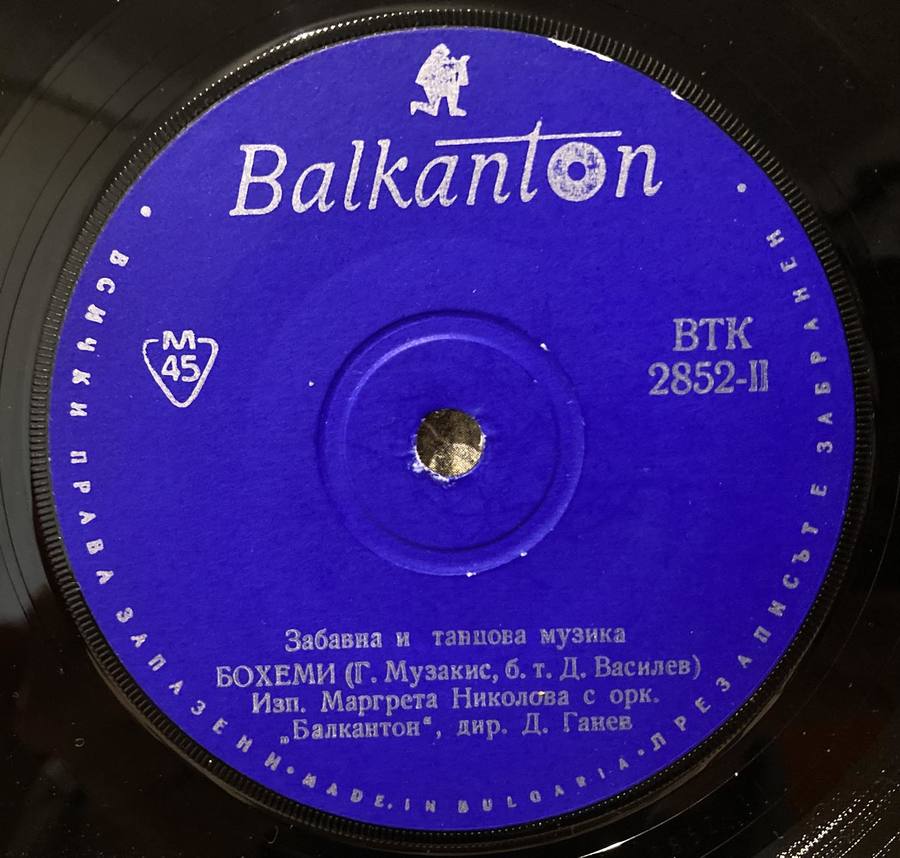 Balkanton
M
45
ВТК
2852-II
Забавна и танцова музика
БОХЕМИ (Г. Музакис, б. т. Д. Василев)
Изп. Маргрета Николова с орк.
„Балкантон“, дир. Д. Ганев
• ВСИЧКИ ПРАВА ЗАПАЗЕНИ • MADE IN BULGARIA • ПРЕЗАПИСЪТ Е ЗАБРАНЕН •